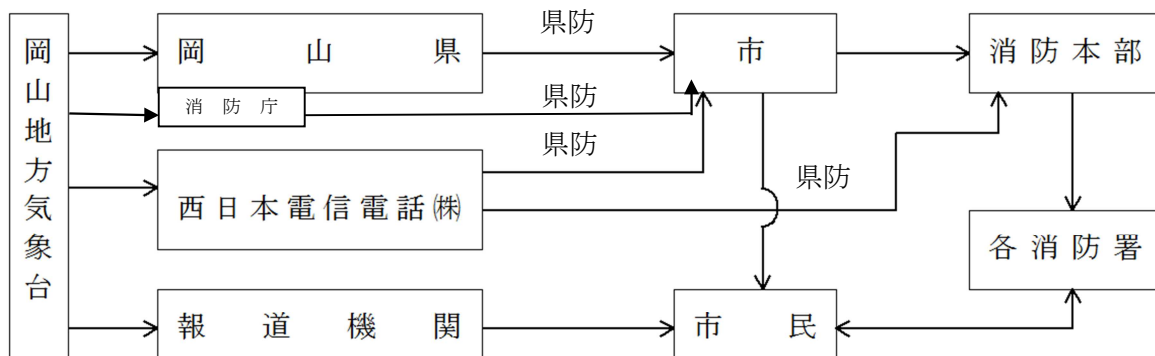 岡山地方気象台
岡山県
県防
市
消防本部
消防庁
県防
県防
西日本電信電話㈱
県防
各消防署
報道機関
市民